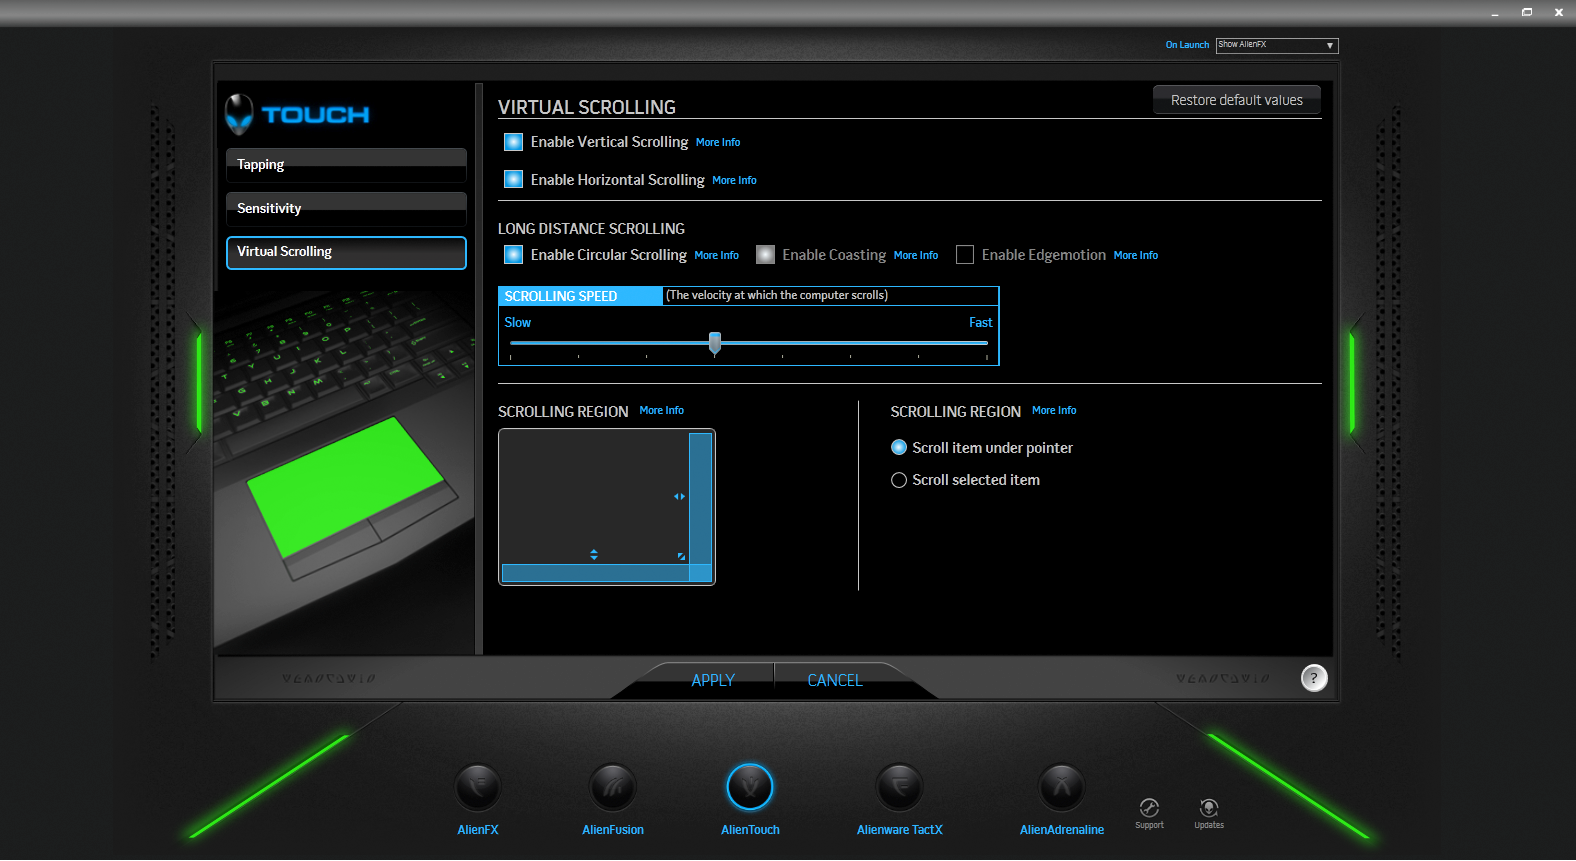 On Launch Show AlienFX
TOUCH
Tapping
Sensitivity
Virtual Scrolling
VIRTUAL SCROLLING
Restore default values
Enable Vertical Scrolling More Info
Enable Horizontal Scrolling More Info
LONG DISTANCE SCROLLING
Enable Circular Scrolling More Info Enable Coasting More Info Enable Edgemotion More Info
SCROLLING SPEED (The velocity at which the computer scrolls)
Slow Fast
SCROLLING REGION More Info
SCROLLING REGION More Info
Scroll item under pointer
Scroll selected item
APPLY CANCEL
?
AlienFX AlienFusion AlienTouch Alienware TactX AlienAdrenaline Support Updates